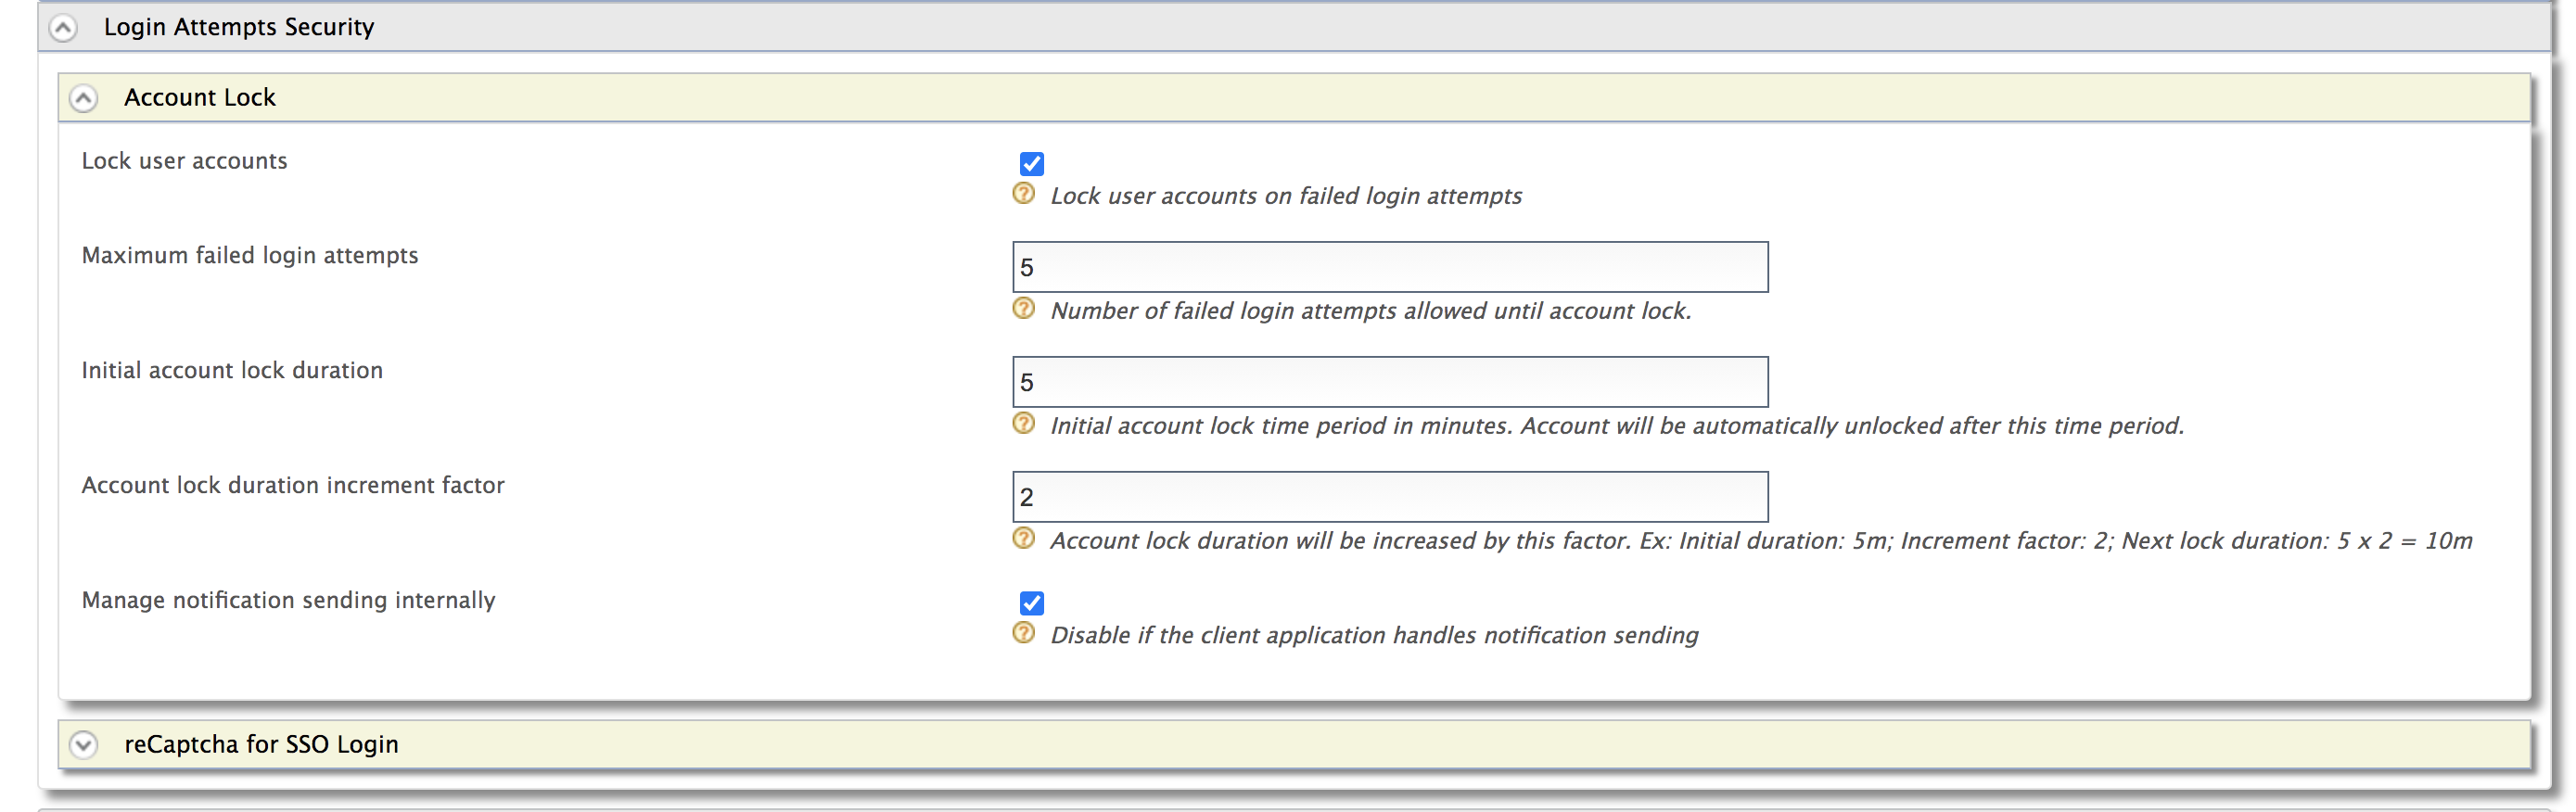 Login Attempts Security
Account Lock
Lock user accounts
Lock user accounts on failed login attempts
Maximum failed login attempts
5
Number of failed login attempts allowed until account lock.
Initial account lock duration
5
Initial account lock time period in minutes. Account will be automatically unlocked after this time period.
Account lock duration increment factor
2
Account lock duration will be increased by this factor. Ex: Initial duration: 5m; Increment factor: 2; Next lock duration: 5 x 2 = 10m
Manage notification sending internally
Disable if the client application handles notification sending
reCaptcha for SSO Login